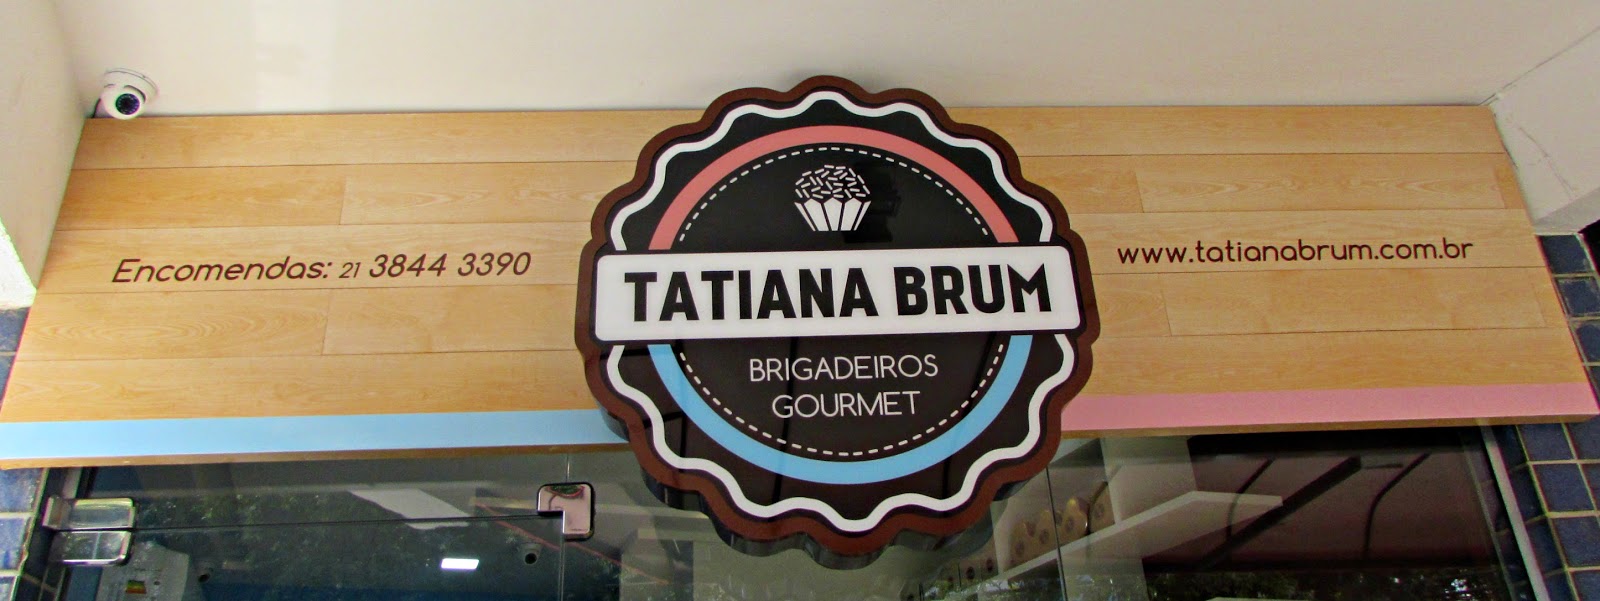 Encomendas: 21 3844 3390
TATIANA BRUM
BRIGADEIROS
GOURMET
www.tatianabrum.com.br